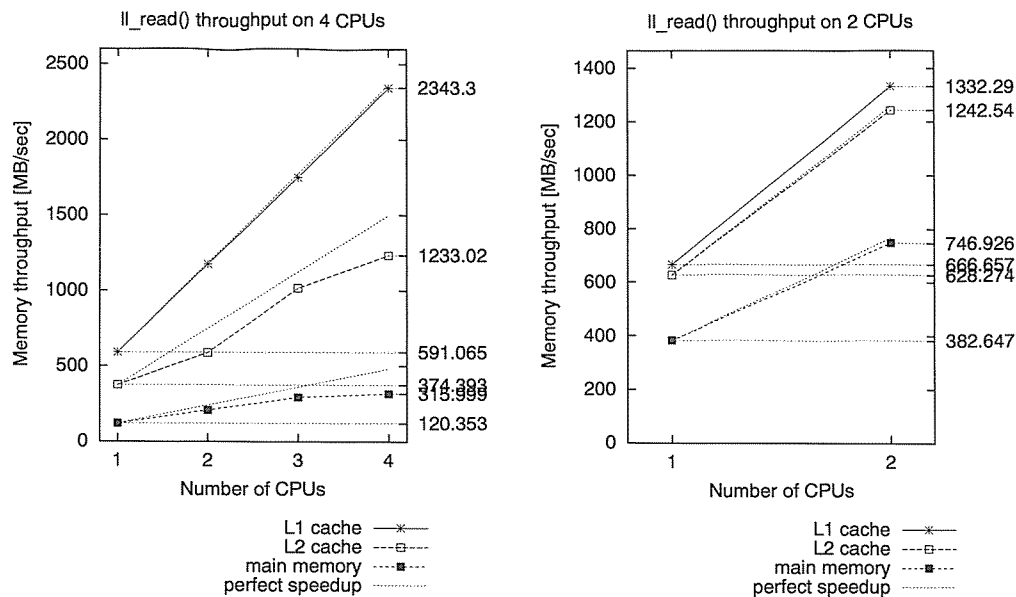 ll_read() throughput on 4 CPUs
Memory throughput [MB/sec]
2500
2000
1500
1000
500
0
2343.3
1233.02
591.065
374.393
315.999
120.353
1 2 3 4
Number of CPUs
L1 cache
L2 cache
main memory
perfect speedup
ll_read() throughput on 2 CPUs
Memory throughput [MB/sec]
1400
1200
1000
800
600
400
200
0
1332.29
1242.54
746.926
666.657
628.274
382.647
1 2
Number of CPUs
L1 cache
L2 cache
main memory
perfect speedup